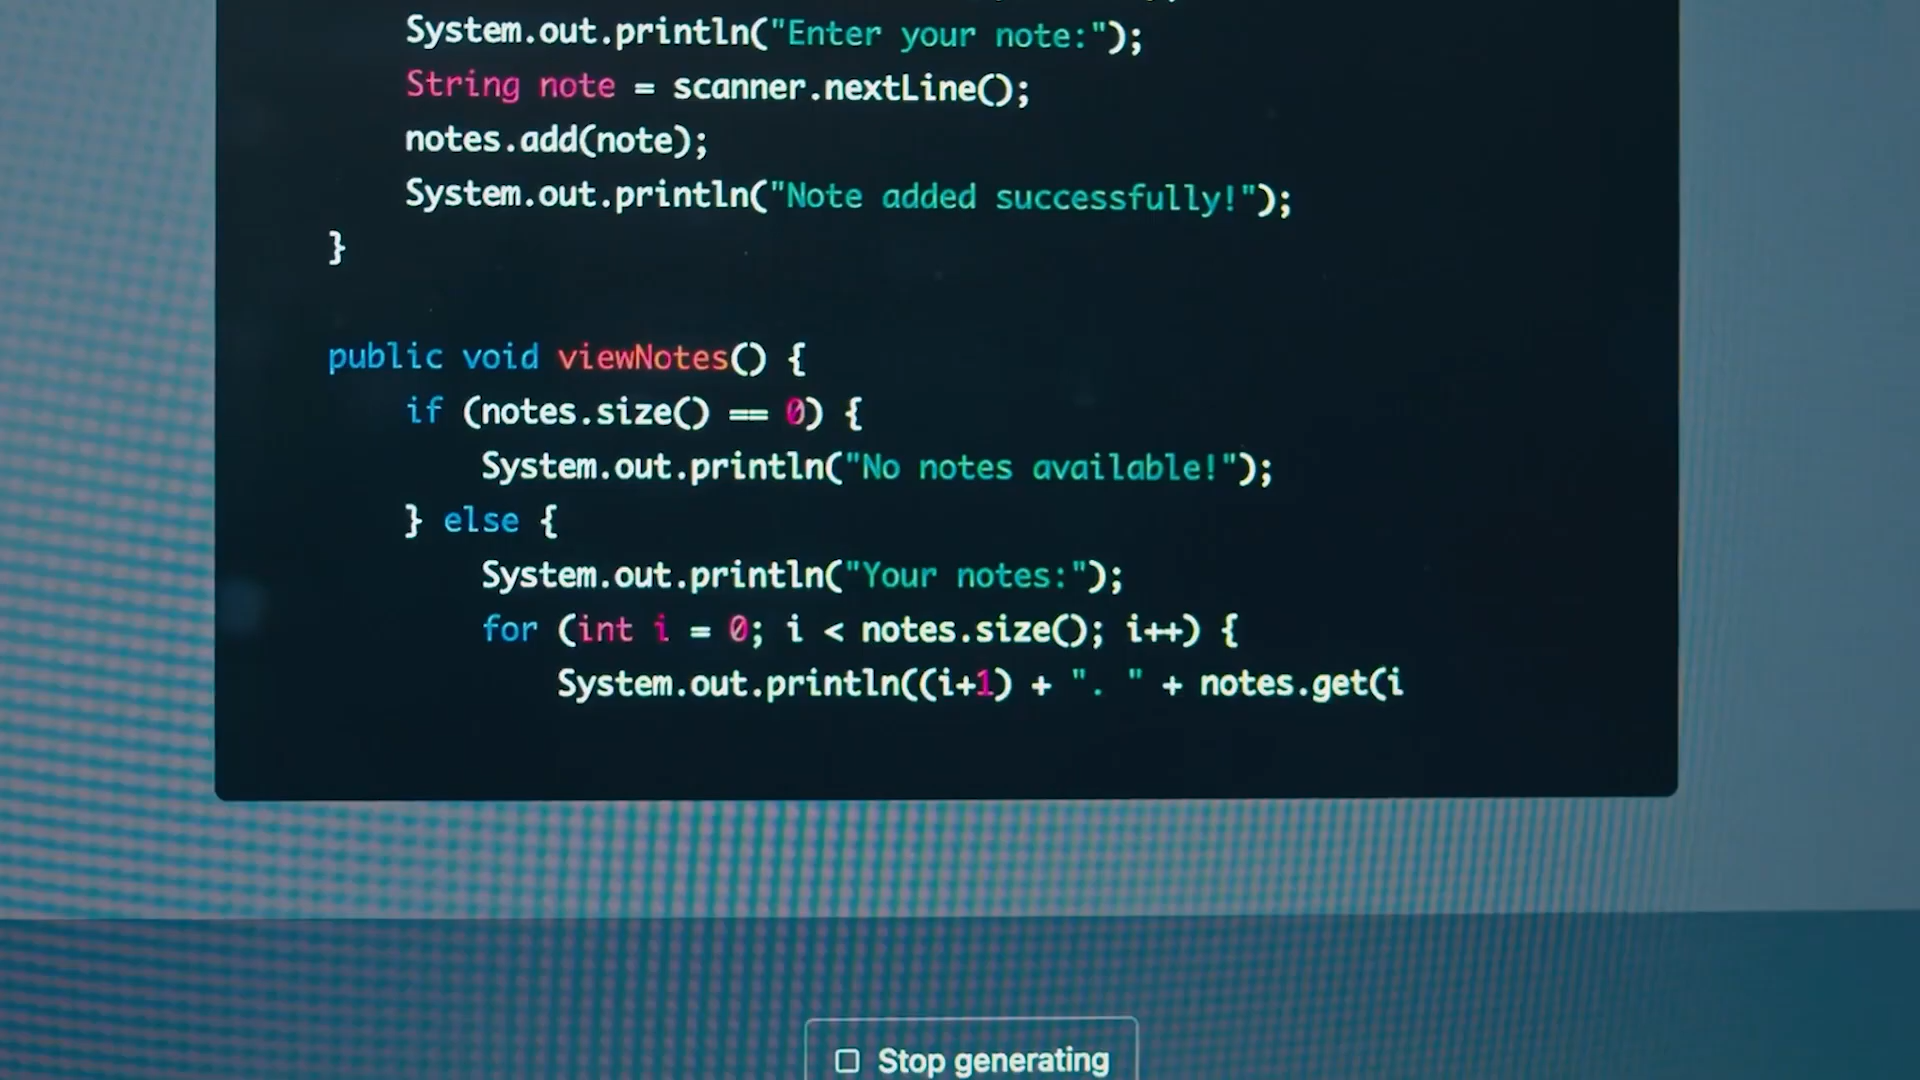 System.out.println("Enter your note:");
String note = scanner.nextLine();
notes.add(note);
System.out.println("Note added successfully!");
}
public void viewNotes() {
if (notes.size() == 0) {
System.out.println("No notes available!");
} else {
System.out.println("Your notes:");
for (int i = 0; i < notes.size(); i++) {
System.out.println((i+1) + ". " + notes.get(i
Stop generating